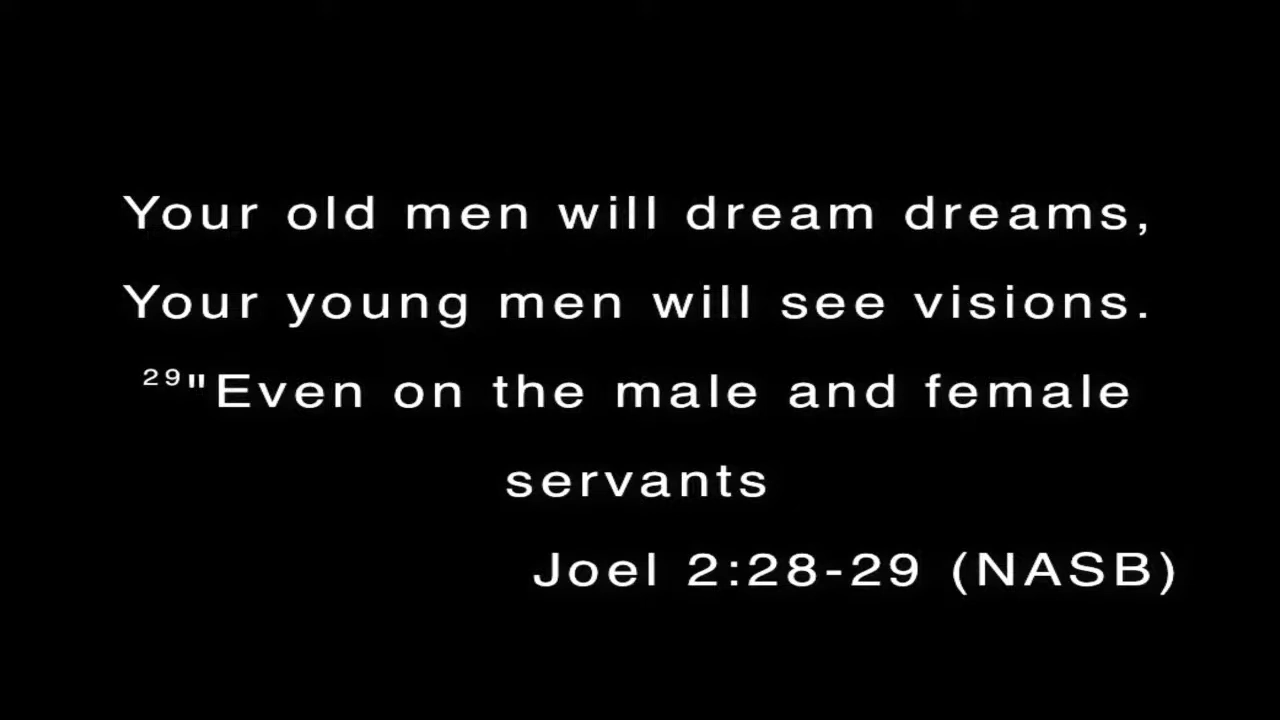 Your old men will dream dreams,
Your young men will see visions.
²⁹"Even on the male and female
servants
Joel 2:28-29 (NASB)